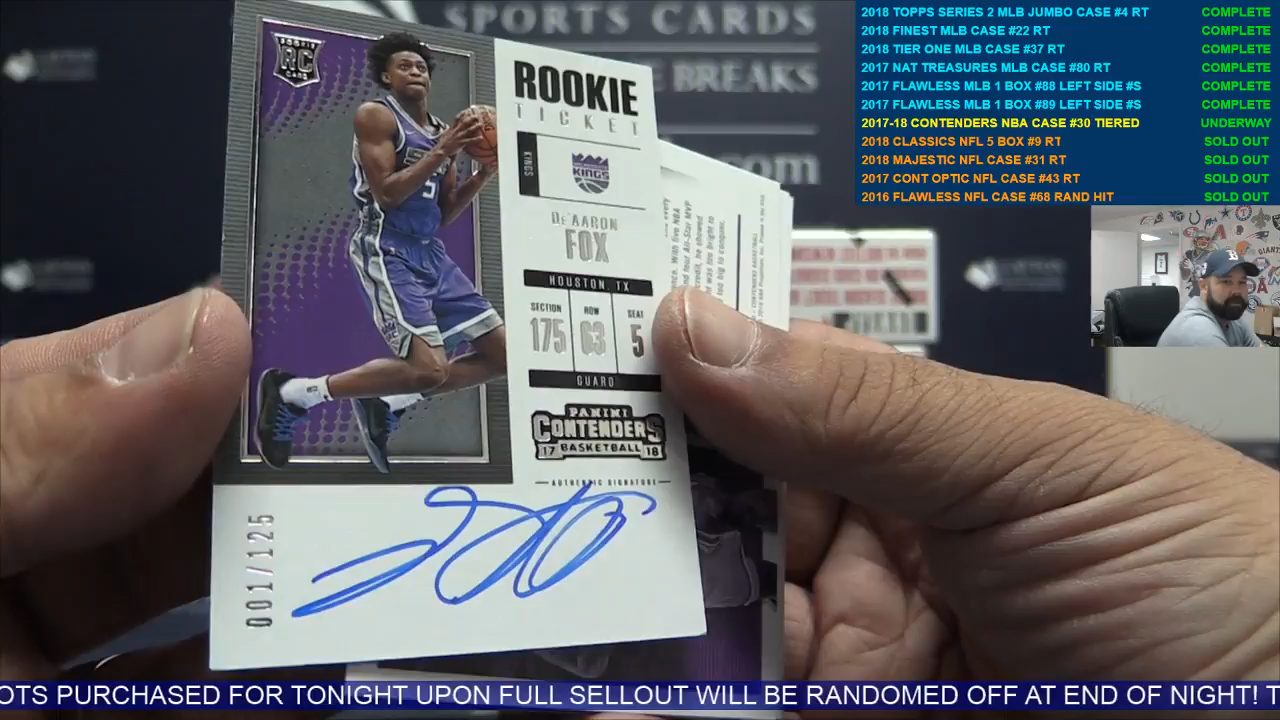 SPORTS CARDS
BREAKS
.com
ROOKIE
RC
CARD
ROOKIE
TICKET
KINGS
KINGS
DE'AARON
FOX
HOUSTON, TX
SECTION ROW SEAT
175 03 5
GUARD
PANINI
CONTENDERS
17 BASKETBALL 18
AUTHENTIC SIGNATURE
001/125
2018 TOPPS SERIES 2 MLB JUMBO CASE #4 RT COMPLETE
2018 FINEST MLB CASE #22 RT COMPLETE
2018 TIER ONE MLB CASE #37 RT COMPLETE
2017 NAT TREASURES MLB CASE #80 RT COMPLETE
2017 FLAWLESS MLB 1 BOX #88 LEFT SIDE #S COMPLETE
2017 FLAWLESS MLB 1 BOX #89 LEFT SIDE #S COMPLETE
2017-18 CONTENDERS NBA CASE #30 TIERED UNDERWAY
2018 CLASSICS NFL 5 BOX #9 RT SOLD OUT
2018 MAJESTIC NFL CASE #31 RT SOLD OUT
2017 CONT OPTIC NFL CASE #43 RT SOLD OUT
2016 FLAWLESS NFL CASE #68 RAND HIT SOLD OUT
OTS PURCHASED FOR TONIGHT UPON FULL SELLOUT WILL BE RANDOMED OFF AT END OF NIGHT! T